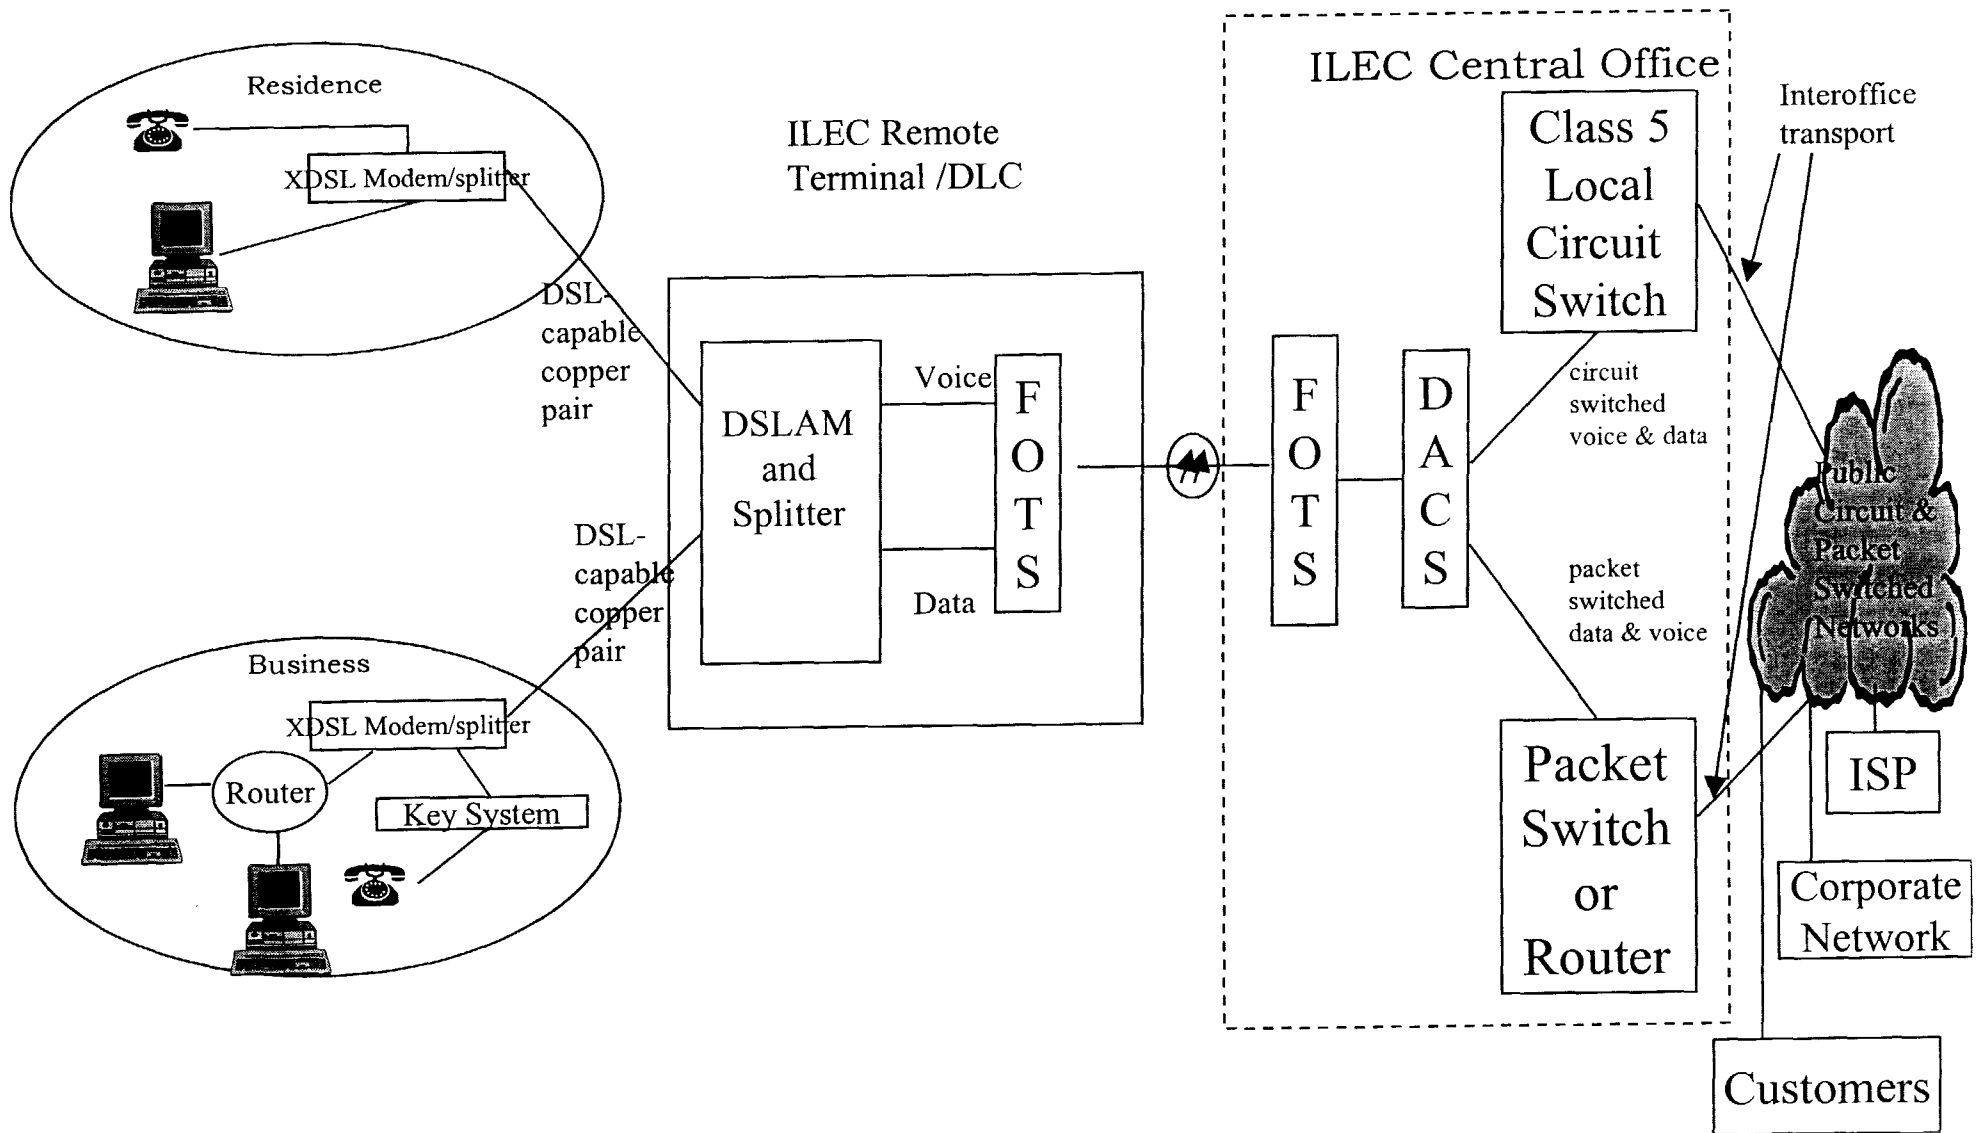 Residence
XDSL Modem/splitter
DSL-
capable
copper
pair
ILEC Remote
Terminal /DLC
DSLAM
and
Splitter
Voice
Data
F
O
T
S
DSL-
capable
copper
pair
Business
XDSL Modem/splitter
Router
Key System
ILEC Central Office
F
O
T
S
D
A
C
S
Class 5
Local
Circuit
Switch
circuit
switched
voice & data
packet
switched
data & voice
Packet
Switch
or
Router
Interoffice
transport
Public
Circuit &
Packet
Switched
Networks
ISP
Corporate
Network
Customers